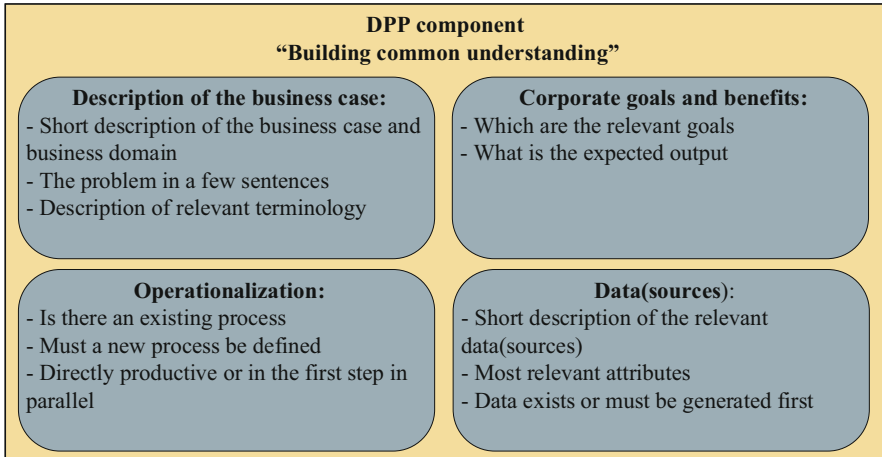 DPP component
“Building common understanding”
Description of the business case:
- Short description of the business case and
business domain
- The problem in a few sentences
- Description of relevant terminology
Corporate goals and benefits:
- Which are the relevant goals
- What is the expected output
Operationalization:
- Is there an existing process
- Must a new process be defined
- Directly productive or in the first step in
parallel
Data(sources):
- Short description of the relevant
data(sources)
- Most relevant attributes
- Data exists or must be generated first